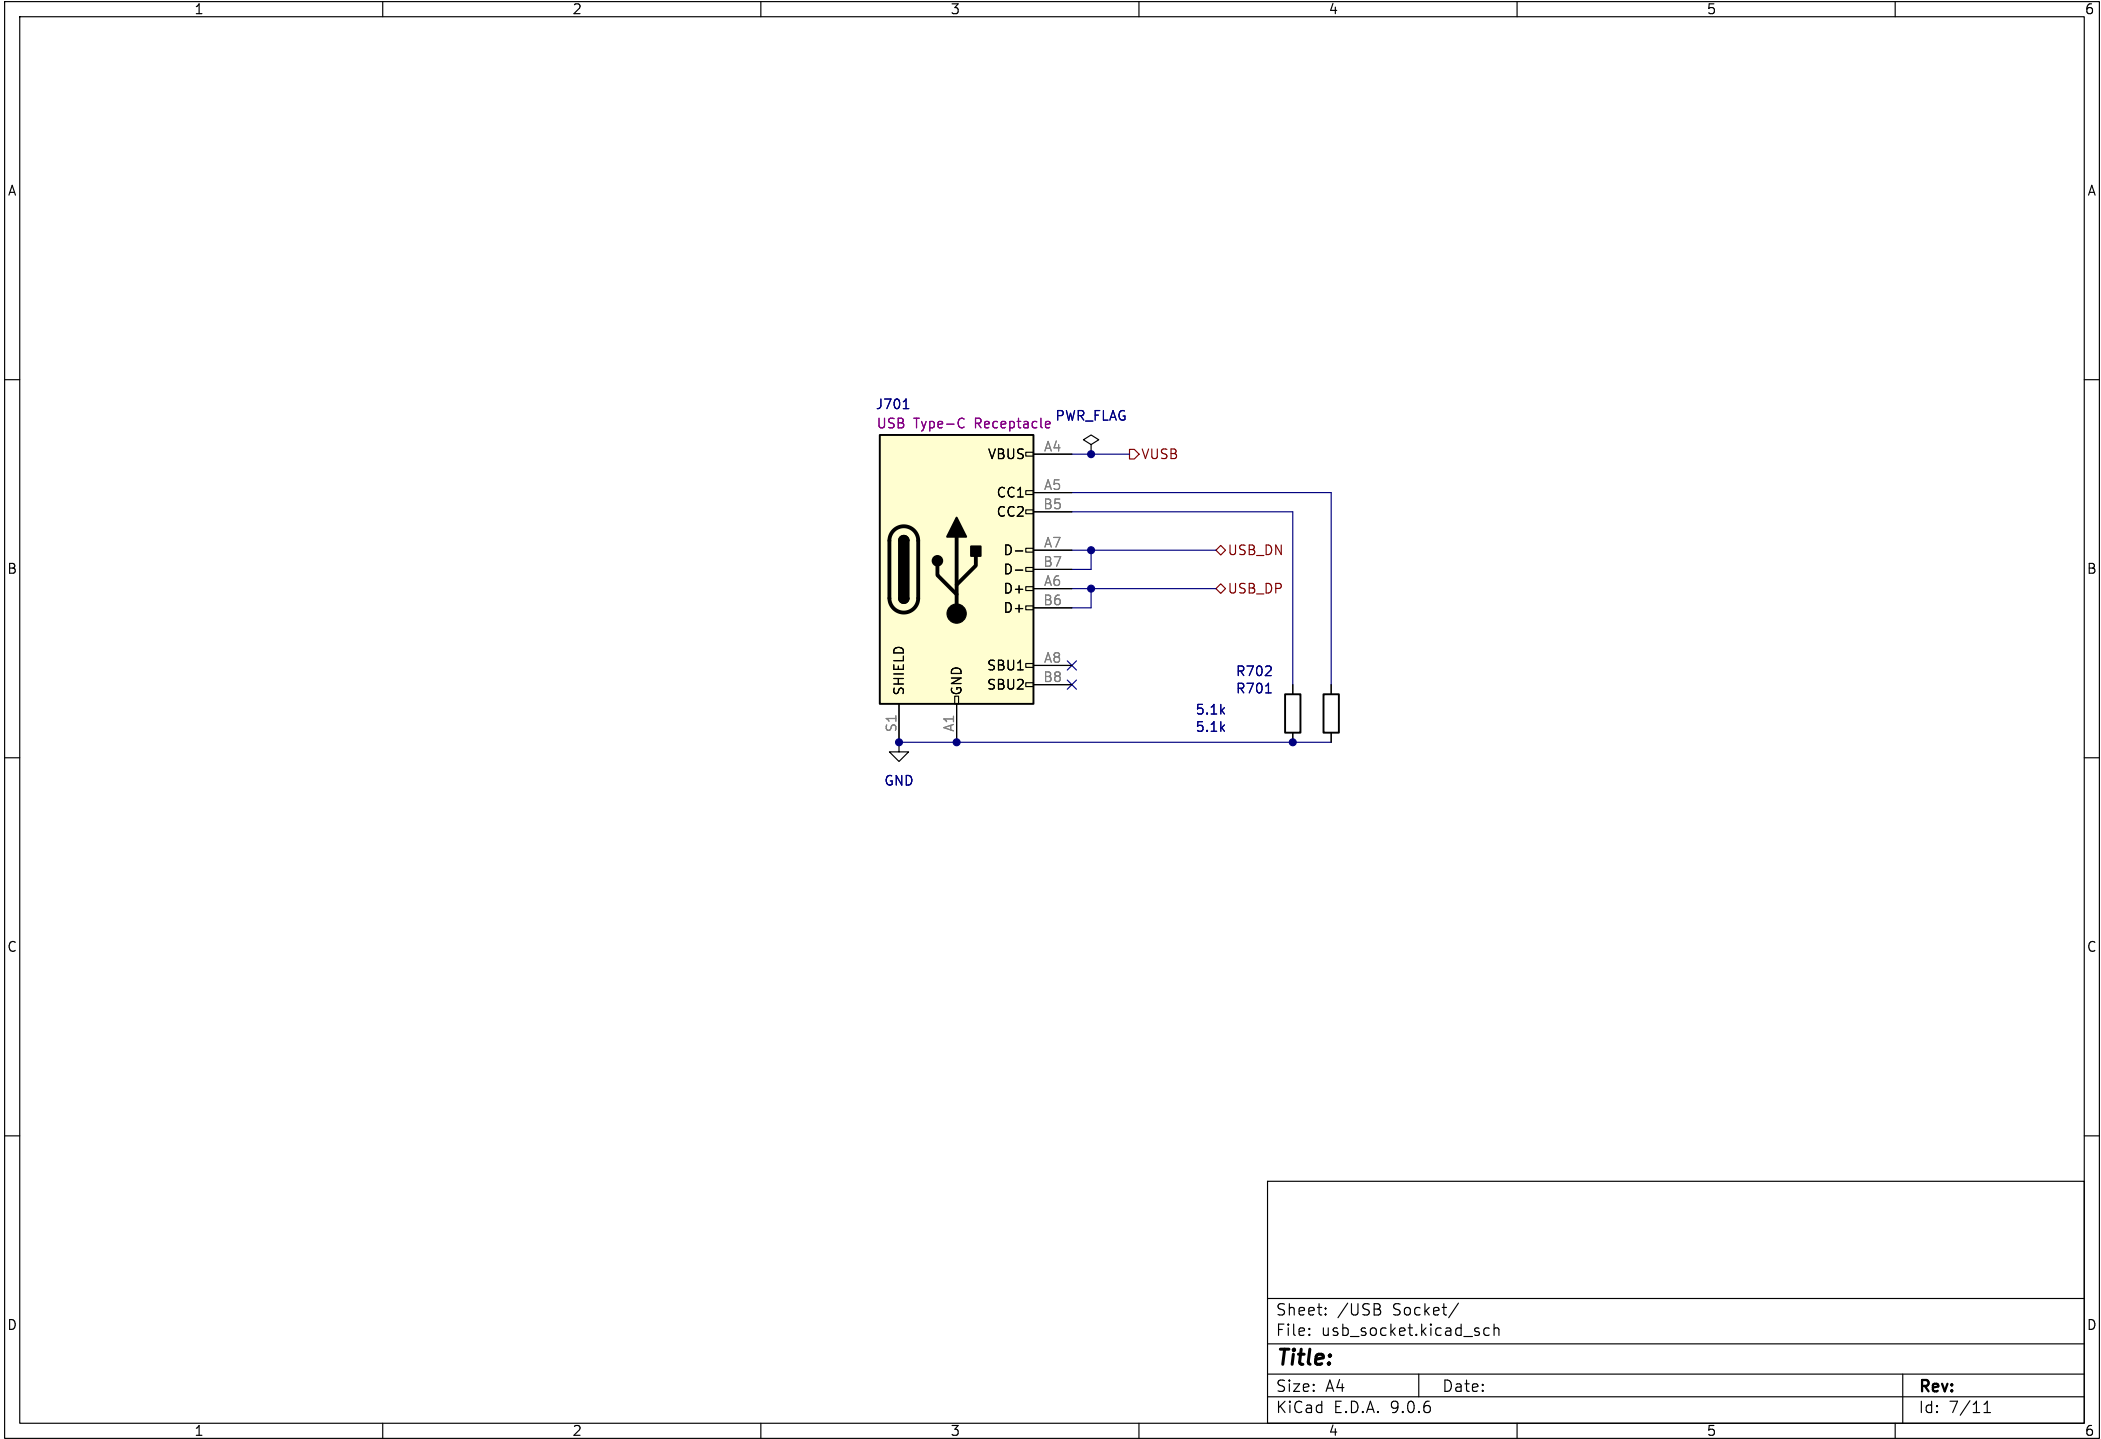 1 2 3 4 5 6
A A
J701
USB Type-C Receptacle
PWR_FLAG
VBUS A4 VUSB
CC1 A5
CC2 B5
D- A7 USB_DN
D- B7
D+ A6 USB_DP
D+ B6
B B
SBU1 A8
SBU2 B8
SHIELD
GND
S1
A1
R702
R701
5.1k
5.1k
GND
C C
Sheet: /USB Socket/
File: usb_socket.kicad_sch
D D
Title:
Size: A4 Date: Rev:
KiCad E.D.A. 9.0.6 Id: 7/11
1 2 3 4 5 6